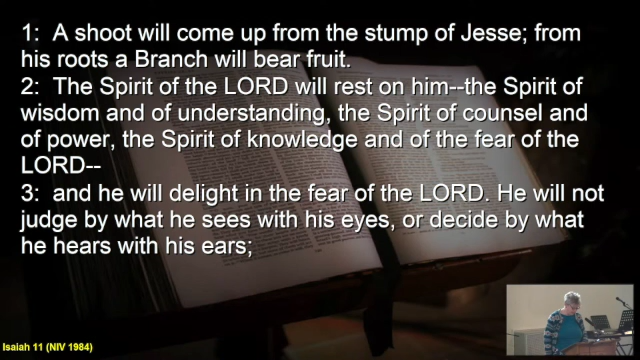 1: A shoot will come up from the stump of Jesse; from
his roots a Branch will bear fruit.
2: The Spirit of the LORD will rest on him--the Spirit of
wisdom and of understanding, the Spirit of counsel and
of power, the Spirit of knowledge and of the fear of the
LORD--
3: and he will delight in the fear of the LORD. He will not
judge by what he sees with his eyes, or decide by what
he hears with his ears;
Isaiah 11 (NIV 1984)